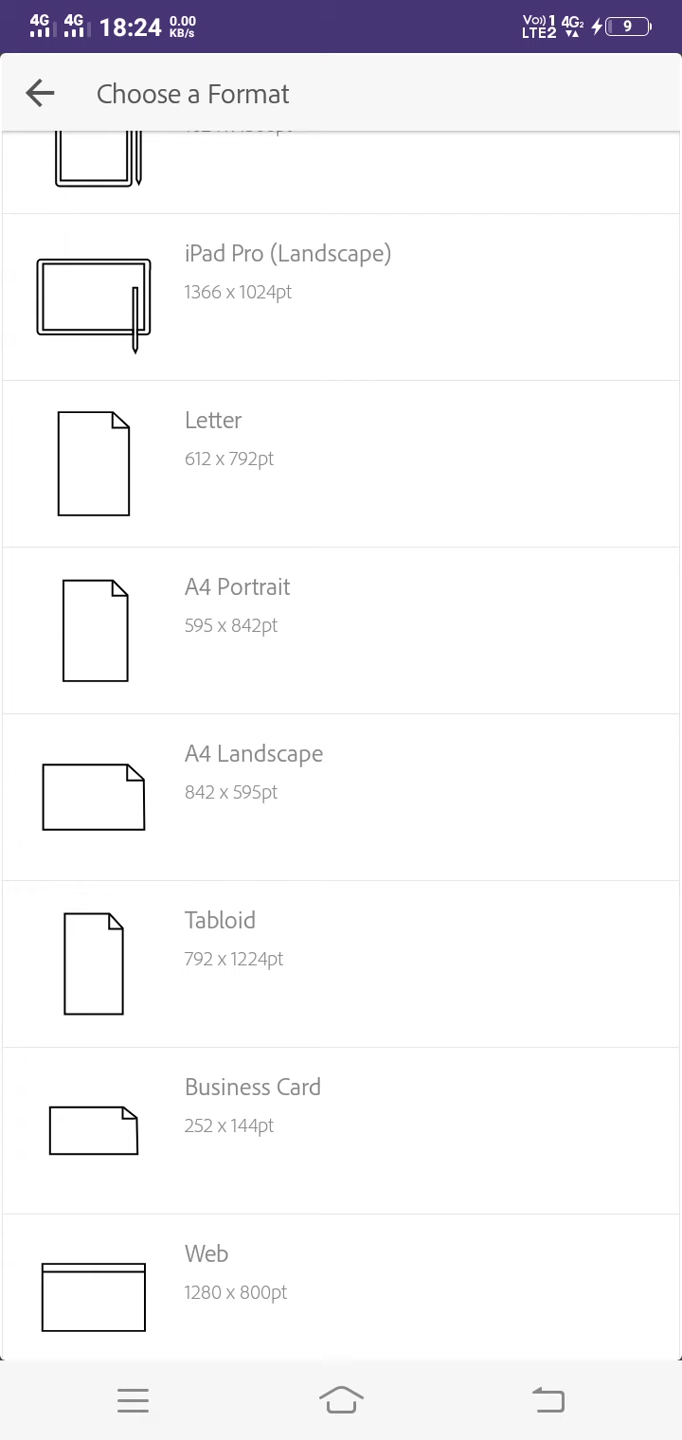 4G 4G 18:24 0.00 KB/s Vo)) 1 LTE2 4G2 9
Choose a Format
iPad Pro (Landscape)
1366 x 1024pt
Letter
612 x 792pt
A4 Portrait
595 x 842pt
A4 Landscape
842 x 595pt
Tabloid
792 x 1224pt
Business Card
252 x 144pt
Web
1280 x 800pt